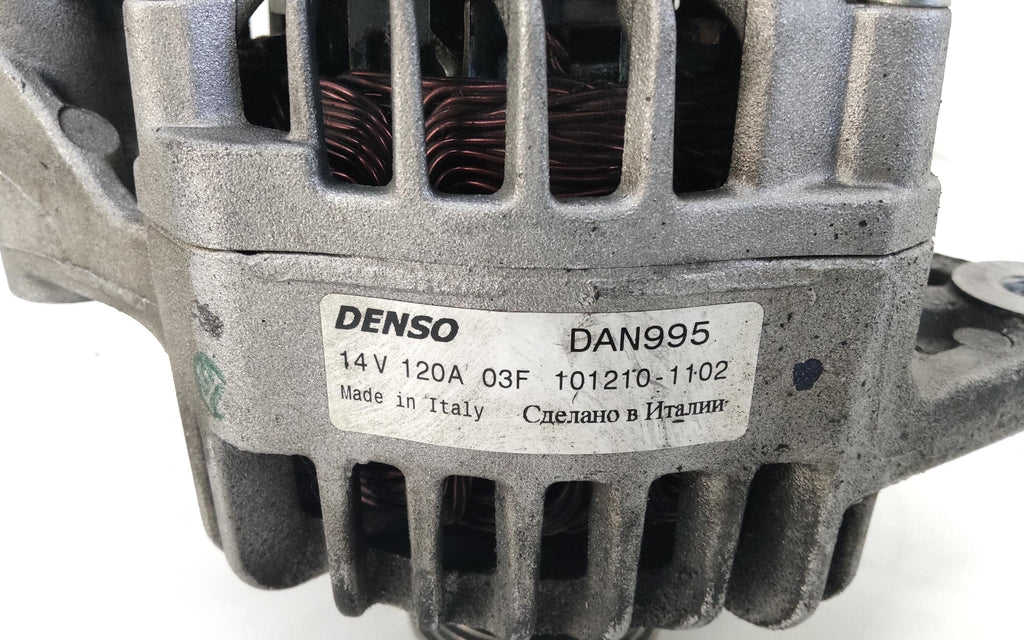 DENSO DAN995
14V 120A 03F 101210-1102
Made in Italy Сделано в Италии